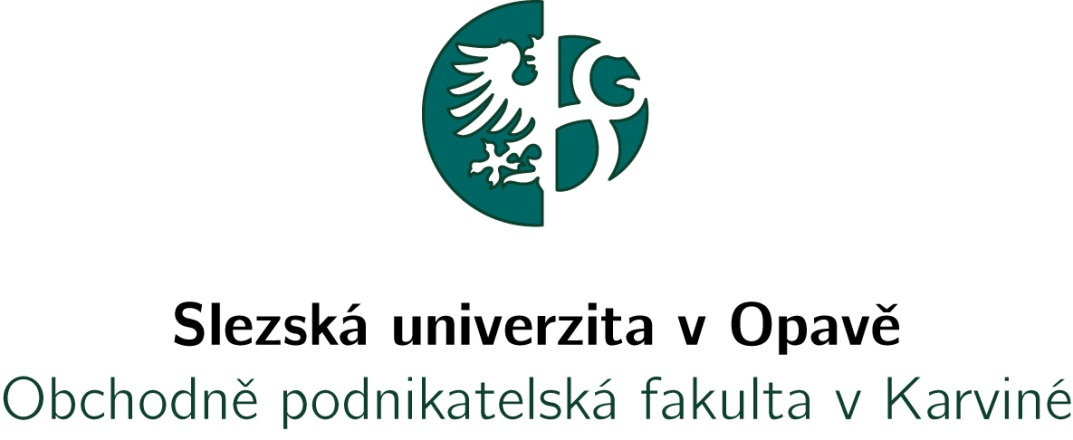 Slezská univerzita v Opavě
Obchodně podnikatelská fakulta v Karviné